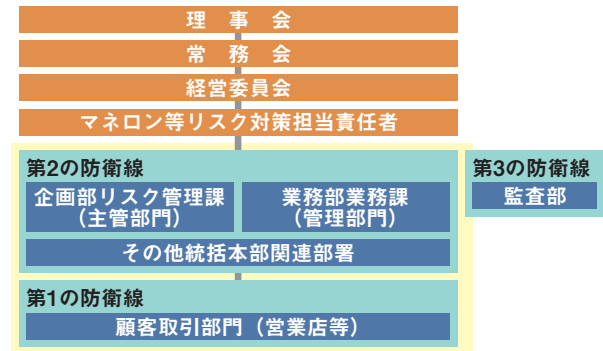 理事会
常務会
経営委員会
マネロン等リスク対策担当責任者
第2の防衛線
企画部リスク管理課
（主管部門）
業務部業務課
（管理部門）
その他統括本部関連部署
第3の防衛線
監査部
第1の防衛線
顧客取引部門（営業店等）